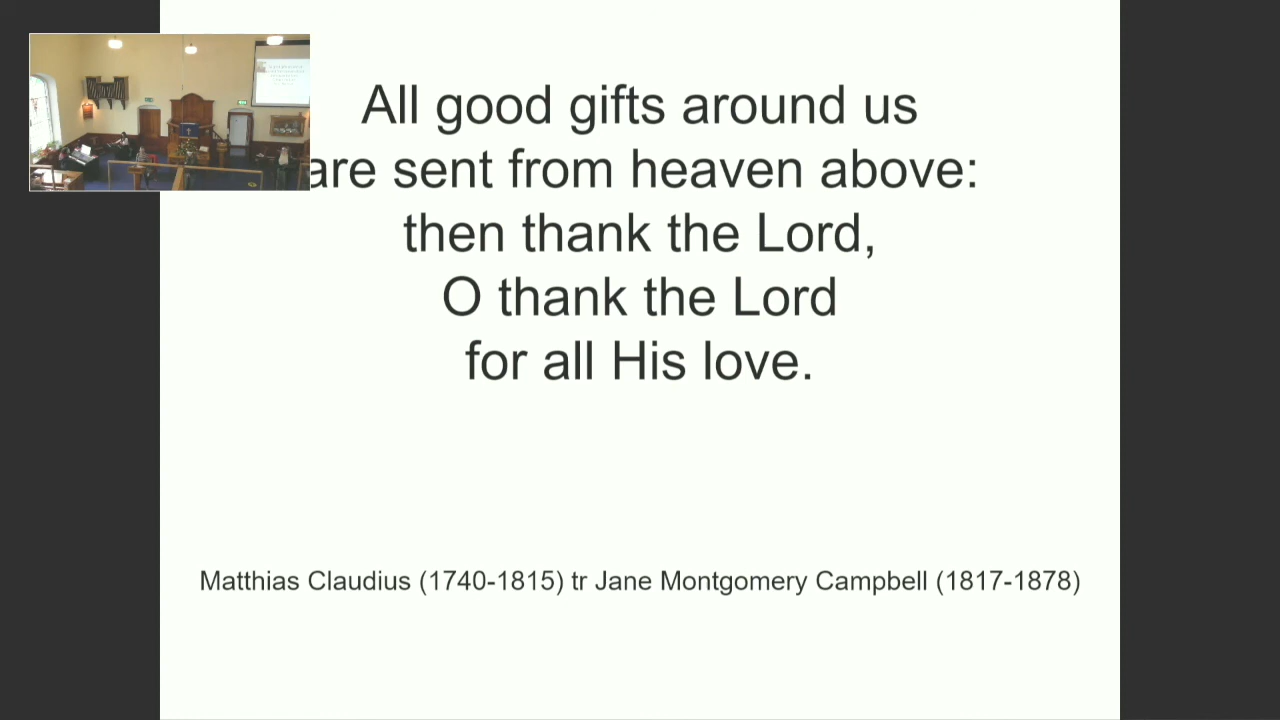 All good gifts around us
are sent from heaven above:
then thank the Lord,
O thank the Lord
for all His love.
Matthias Claudius (1740-1815) tr Jane Montgomery Campbell (1817-1878)